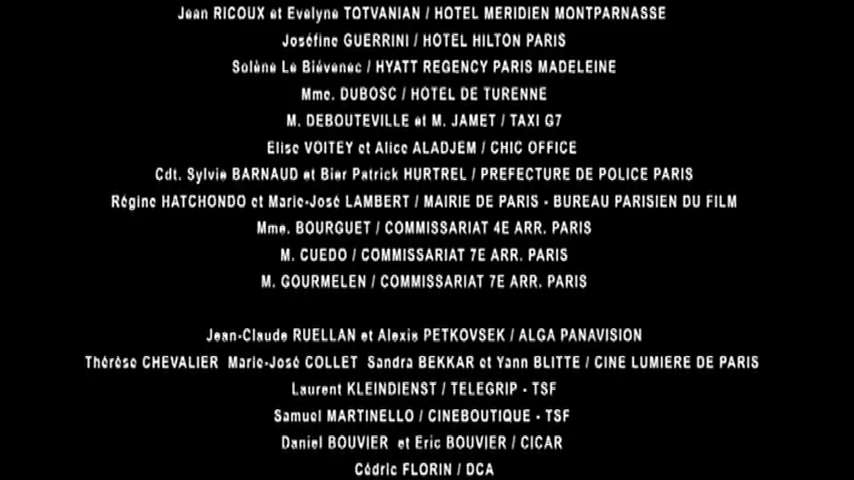 Jean RICOUX et Evelyne TOTVANIAN / HOTEL MERIDIEN MONTPARNASSE
Joséfine GUERRINI / HOTEL HILTON PARIS
Solène Le Biévenec / HYATT REGENCY PARIS MADELEINE
Mme. DUBOSC / HOTEL DE TURENNE
M. DEBOUTEVILLE et M. JAMET / TAXI G7
Elise VOITEY et Alice ALADJEM / CHIC OFFICE
Cdt. Sylvie BARNAUD et Bier Patrick HURTREL / PREFECTURE DE POLICE PARIS
Régine HATCHONDO et Marie-José LAMBERT / MAIRIE DE PARIS - BUREAU PARISIEN DU FILM
Mme. BOURGUET / COMMISSARIAT 4E ARR. PARIS
M. CUEDO / COMMISSARIAT 7E ARR. PARIS
M. GOURMELEN / COMMISSARIAT 7E ARR. PARIS
Jean-Claude RUELLAN et Alexis PETKOVSEK / ALGA PANAVISION
Thérèse CHEVALIER Marie-José COLLET Sandra BEKKAR et Yann BLITTE / CINE LUMIERE DE PARIS
Laurent KLEINDIENST / TELEGRIP - TSF
Samuel MARTINELLO / CINEBOUTIQUE - TSF
Daniel BOUVIER et Eric BOUVIER / CICAR
Cédric FLORIN / DCA